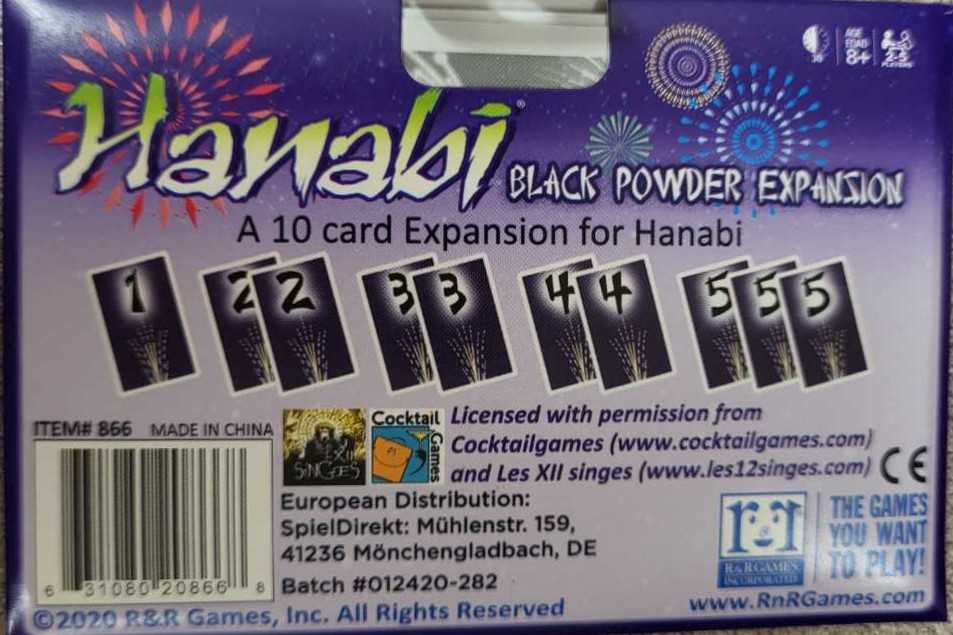 30
AGE
EDAD
8+
2-5
PLAYERS
Hanabi®
BLACK POWDER EXPANSION
A 10 card Expansion for Hanabi
1 2 2 3 3 4 4 5 5 5
ITEM# 866 MADE IN CHINA
LES XII
SINGES
Cocktail
Games
Licensed with permission from
Cocktailgames (www.cocktailgames.com)
and Les XII singes (www.les12singes.com)
CE
European Distribution:
SpielDirekt: Mühlenstr. 159,
41236 Mönchengladbach, DE
Batch #012420-282
6 31080 20866 8
r&r
R&R GAMES
INCORPORATED
THE GAMES
YOU WANT
TO PLAY!
www.RnRGames.com
©2020 R&R Games, Inc. All Rights Reserved